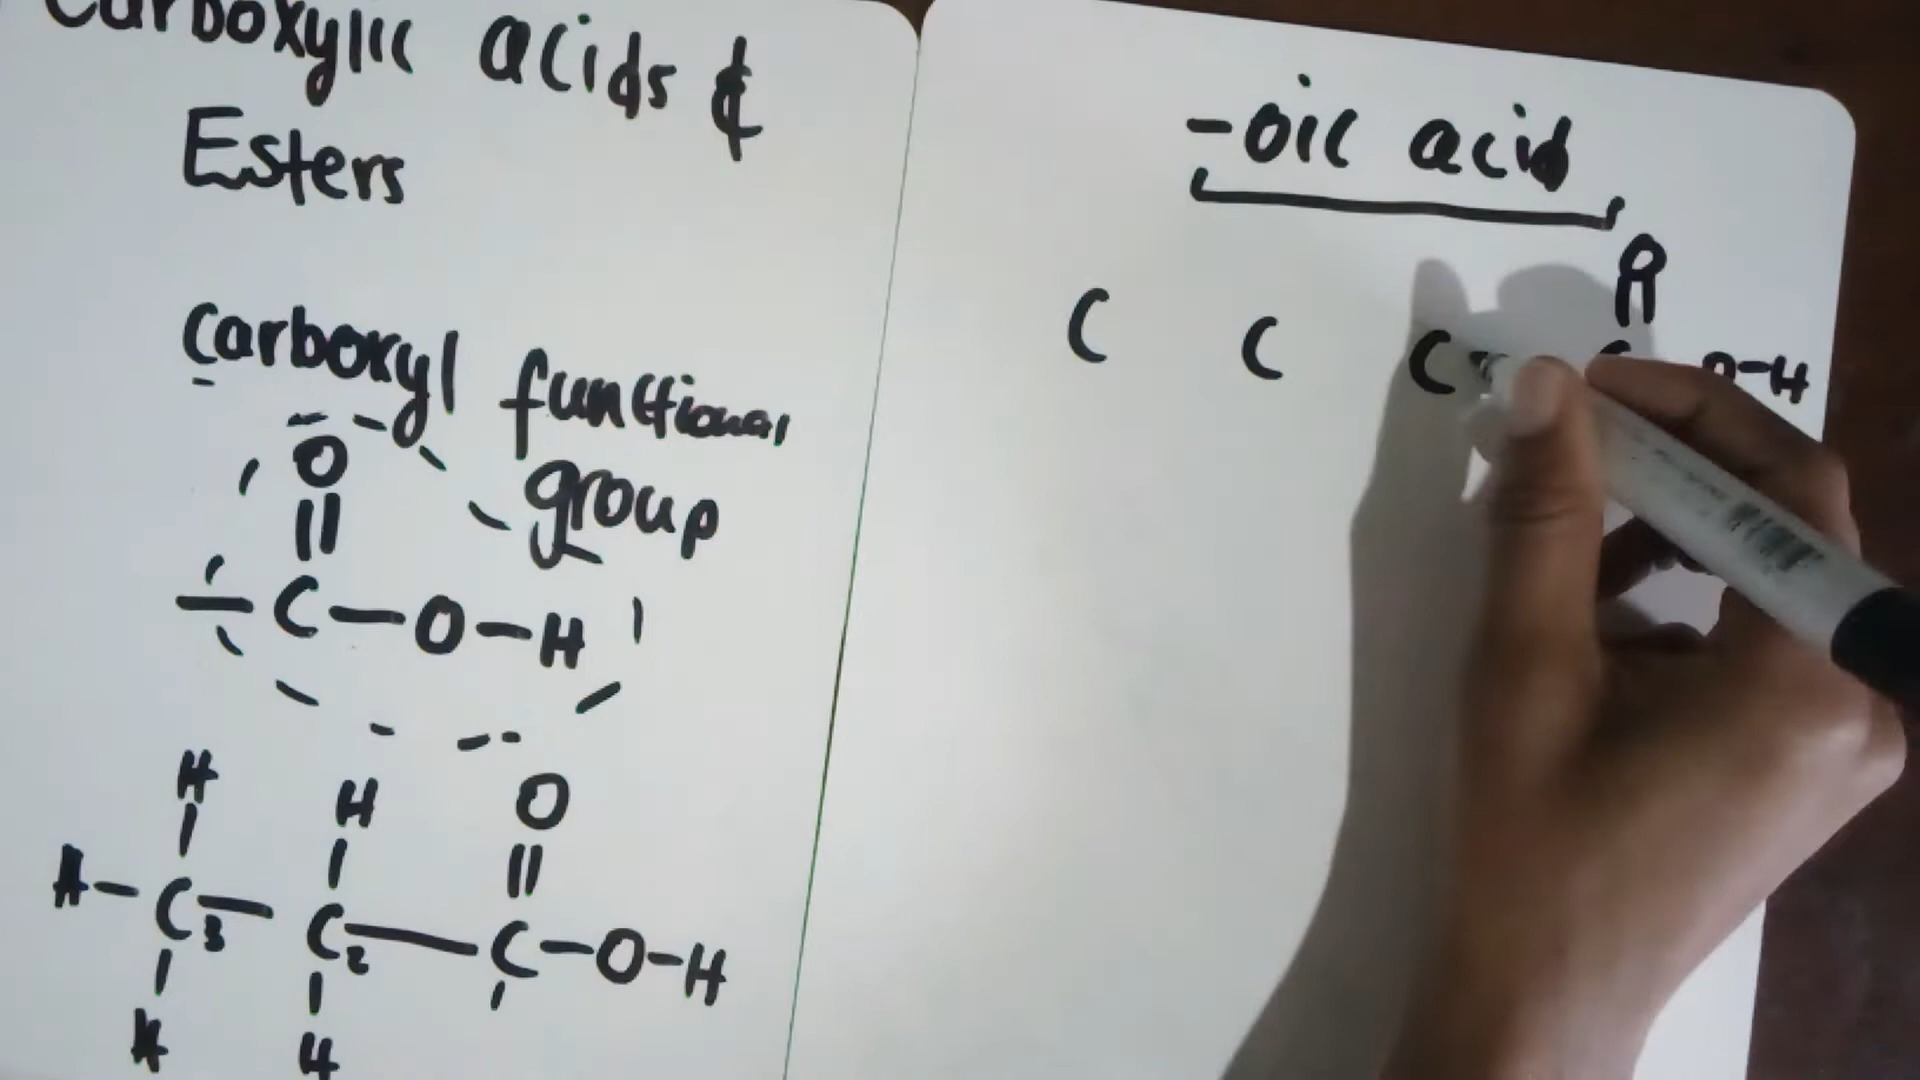 Carboxylic acids &
Esters
carboxyl functional
group
O
||
— C — O — H
H H O
| | ||
H — C3 — C2 — C — O — H
| | |
H H
-oic acid
O
||
C C C C O-H